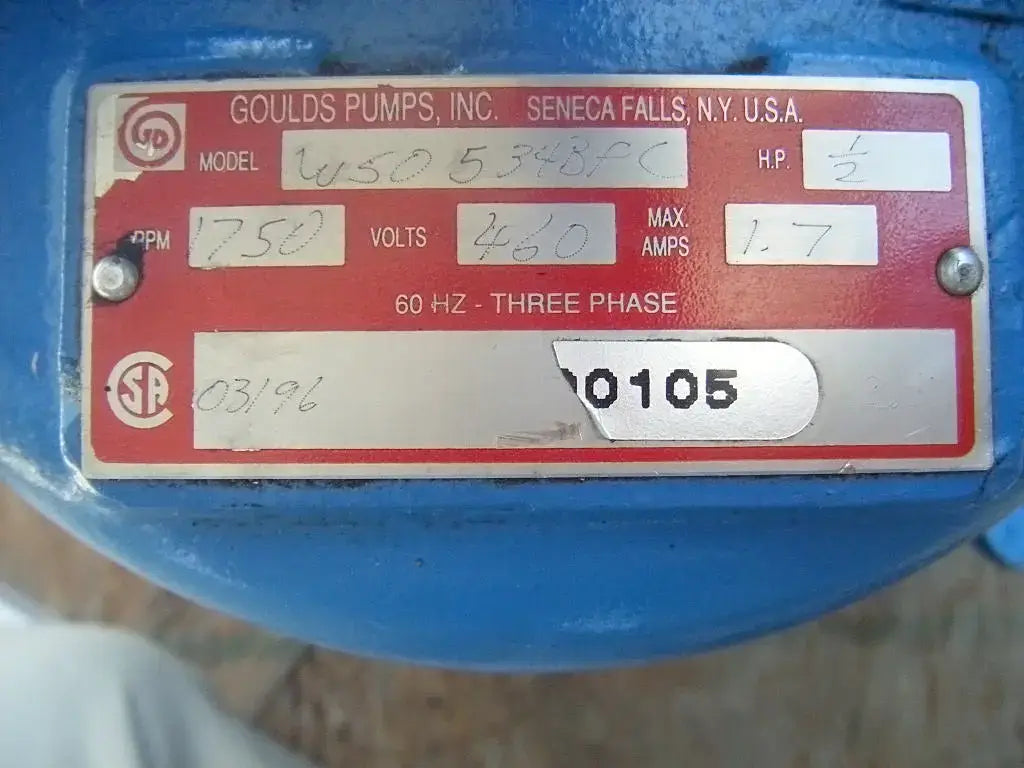 GOULDS PUMPS, INC. SENECA FALLS, N.Y. U.S.A.
MODEL WS0534BFC H.P. 1/2
RPM 1750 VOLTS 460 MAX. AMPS 1.7
60 HZ - THREE PHASE
03196
0105